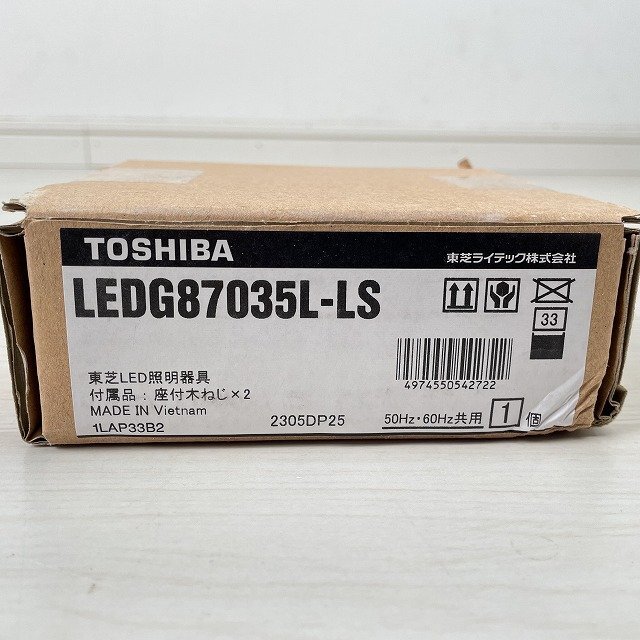 TOSHIBA
東芝ライテック株式会社
LEDG87035L-LS
33
4974550542722
東芝LED照明器具
付属品：座付木ねじ×2
MADE IN Vietnam
1LAP33B2
2305DP25
50Hz・60Hz共用
1個